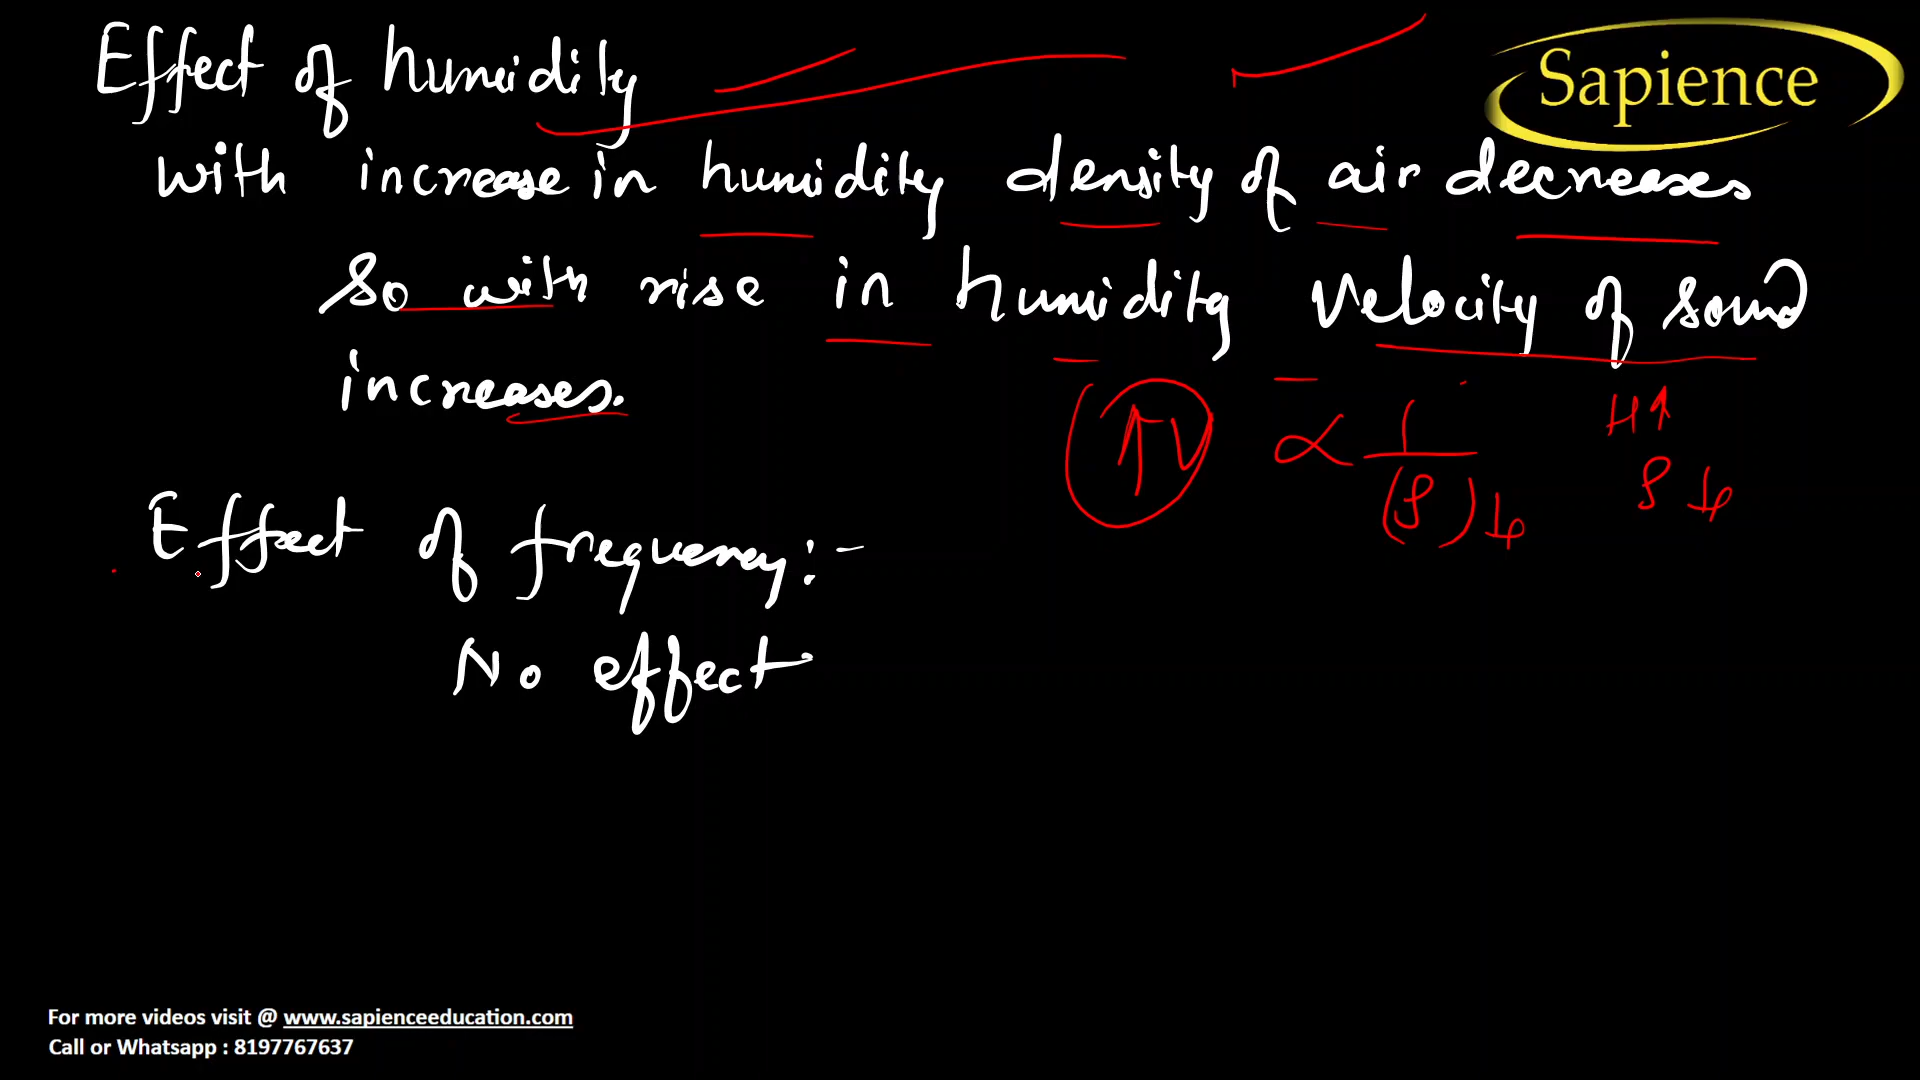 Effect of humidity
Sapience
with increase in humidity density of air decreases
So with rise in humidity velocity of sound
increases.
↑V ∝ 1/(ρ)↓ H↑
ρ↓
Effect of frequency:-
No effect
For more videos visit @ www.sapienceeducation.com
Call or Whatsapp : 8197767637